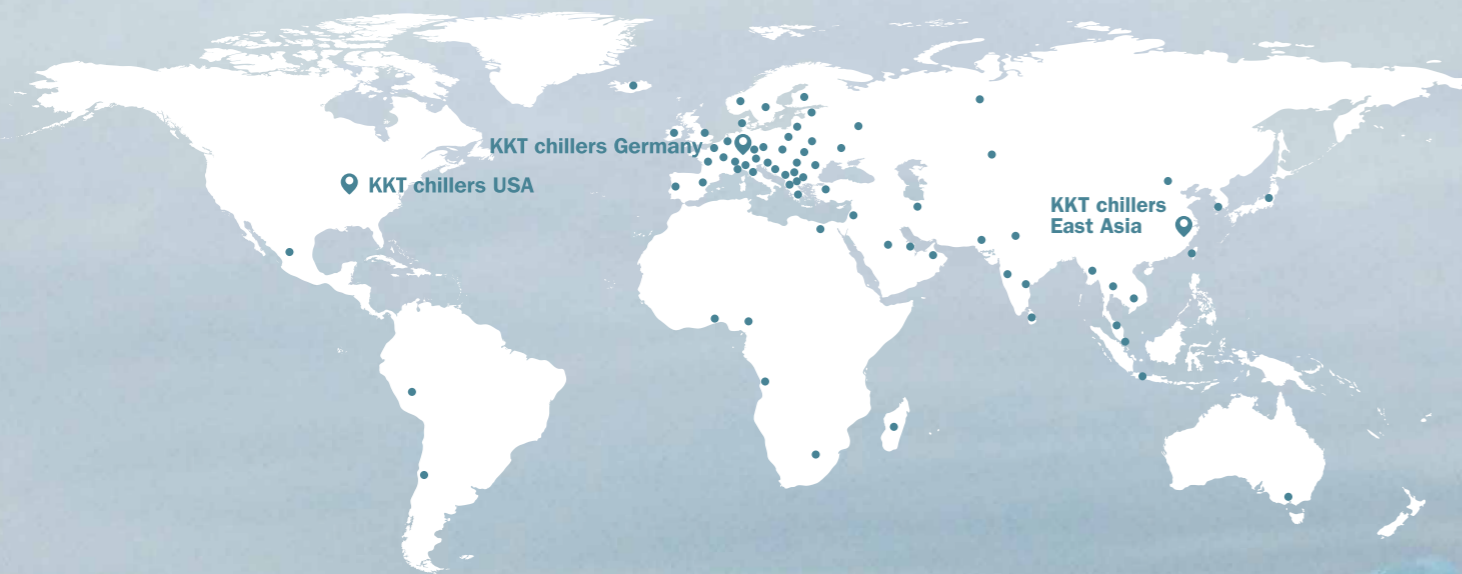 KKT chillers Germany
KKT chillers USA
KKT chillers
East Asia